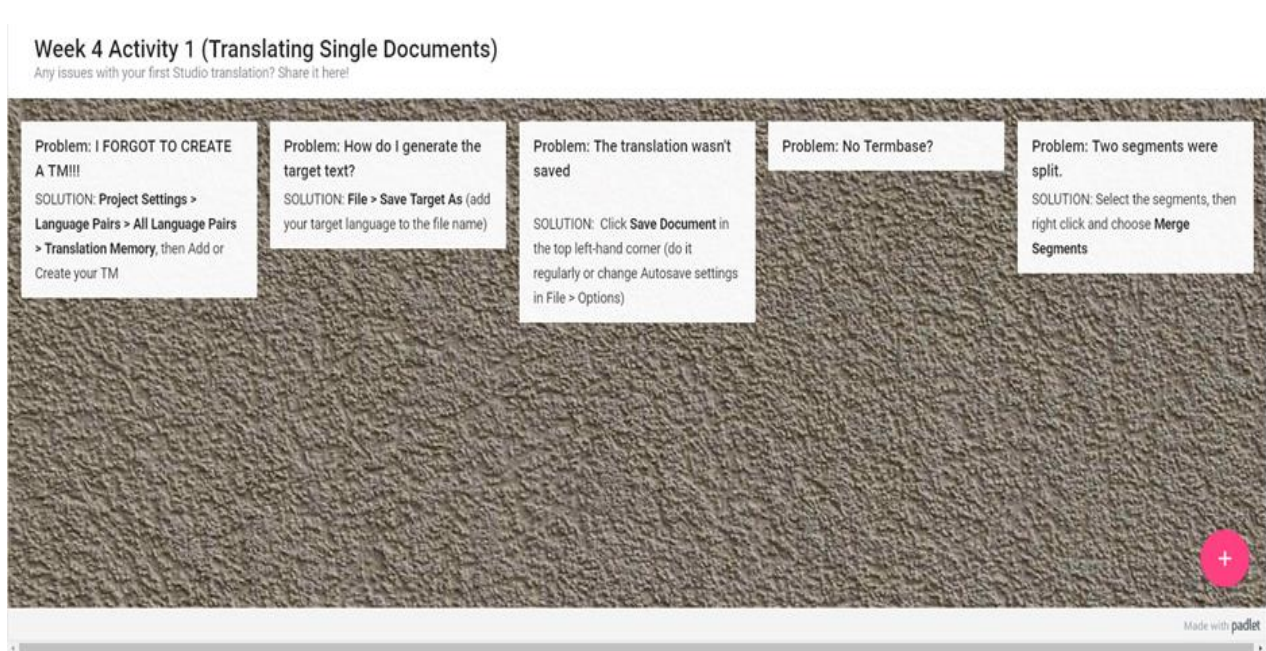 Week 4 Activity 1 (Translating Single Documents)
Any issues with your first Studio translation? Share it here!
Problem: I FORGOT TO CREATE
A TM!!!
SOLUTION: Project Settings >
Language Pairs > All Language Pairs
> Translation Memory, then Add or
Create your TM
Problem: How do I generate the
target text?
SOLUTION: File > Save Target As (add
your target language to the file name)
Problem: The translation wasn't
saved
SOLUTION: Click Save Document in
the top left-hand corner (do it
regularly or change Autosave settings
in File > Options)
Problem: No Termbase?
Problem: Two segments were
split.
SOLUTION: Select the segments, then
right click and choose Merge
Segments
+
Made with padlet